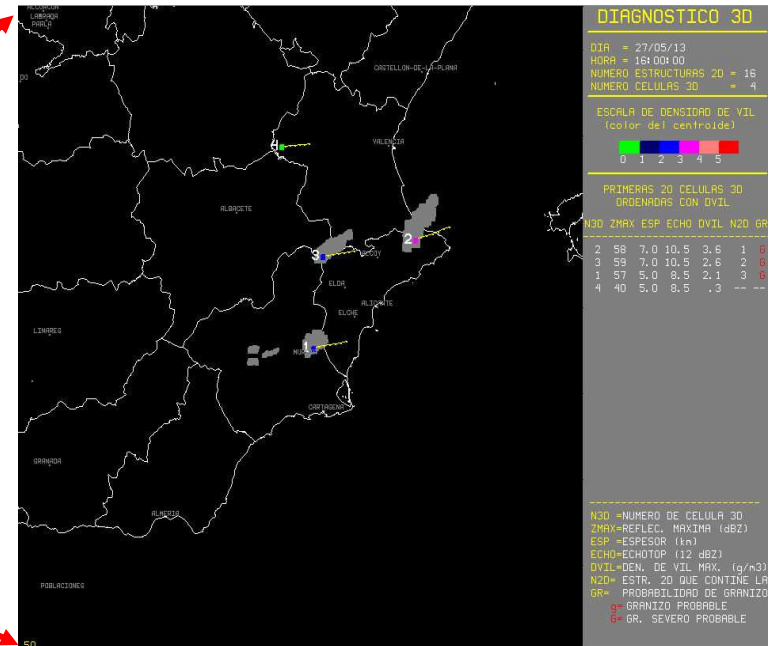 ALCORCON
LABRADA
PARLA
CASTELLON-DE-LA-PLANA
4
VALENCIA
ALBACETE
2
3
ALCOY
ELDA
ALICANTE
ELCHE
LINARES
1
MURCIA
CARTAGENA
GRANADA
ALMERIA
POBLACIONES
50
DIAGNOSTICO 3D
DIA = 27/05/13
HORA = 16:00:00
NUMERO ESTRUCTURAS 2D = 16
NUMERO CELULAS 3D = 4
ESCALA DE DENSIDAD DE VIL
(color del centroide)
0 1 2 3 4 5
PRIMERAS 20 CELULAS 3D
ORDENADAS CON DVIL
N3D ZMAX ESP ECHO DVIL N2D GR
2 58 7.0 10.5 3.6 1 G
3 59 7.0 10.5 2.6 2 G
1 57 5.0 8.5 2.1 3 G
4 40 5.0 8.5 .3 -- --
N3D =NUMERO DE CELULA 3D
ZMAX=REFLEC. MAXIMA (dBZ)
ESP =ESPESOR (km)
ECHO=ECHOTOP (12 dBZ)
DVIL=DEN. DE VIL MAX. (g/m3)
N2D= ESTR. 2D QUE CONTINE LA
GR= PROBABILIDAD DE GRANIZO
g= GRANIZO PROBABLE
G= GR. SEVERO PROBABLE